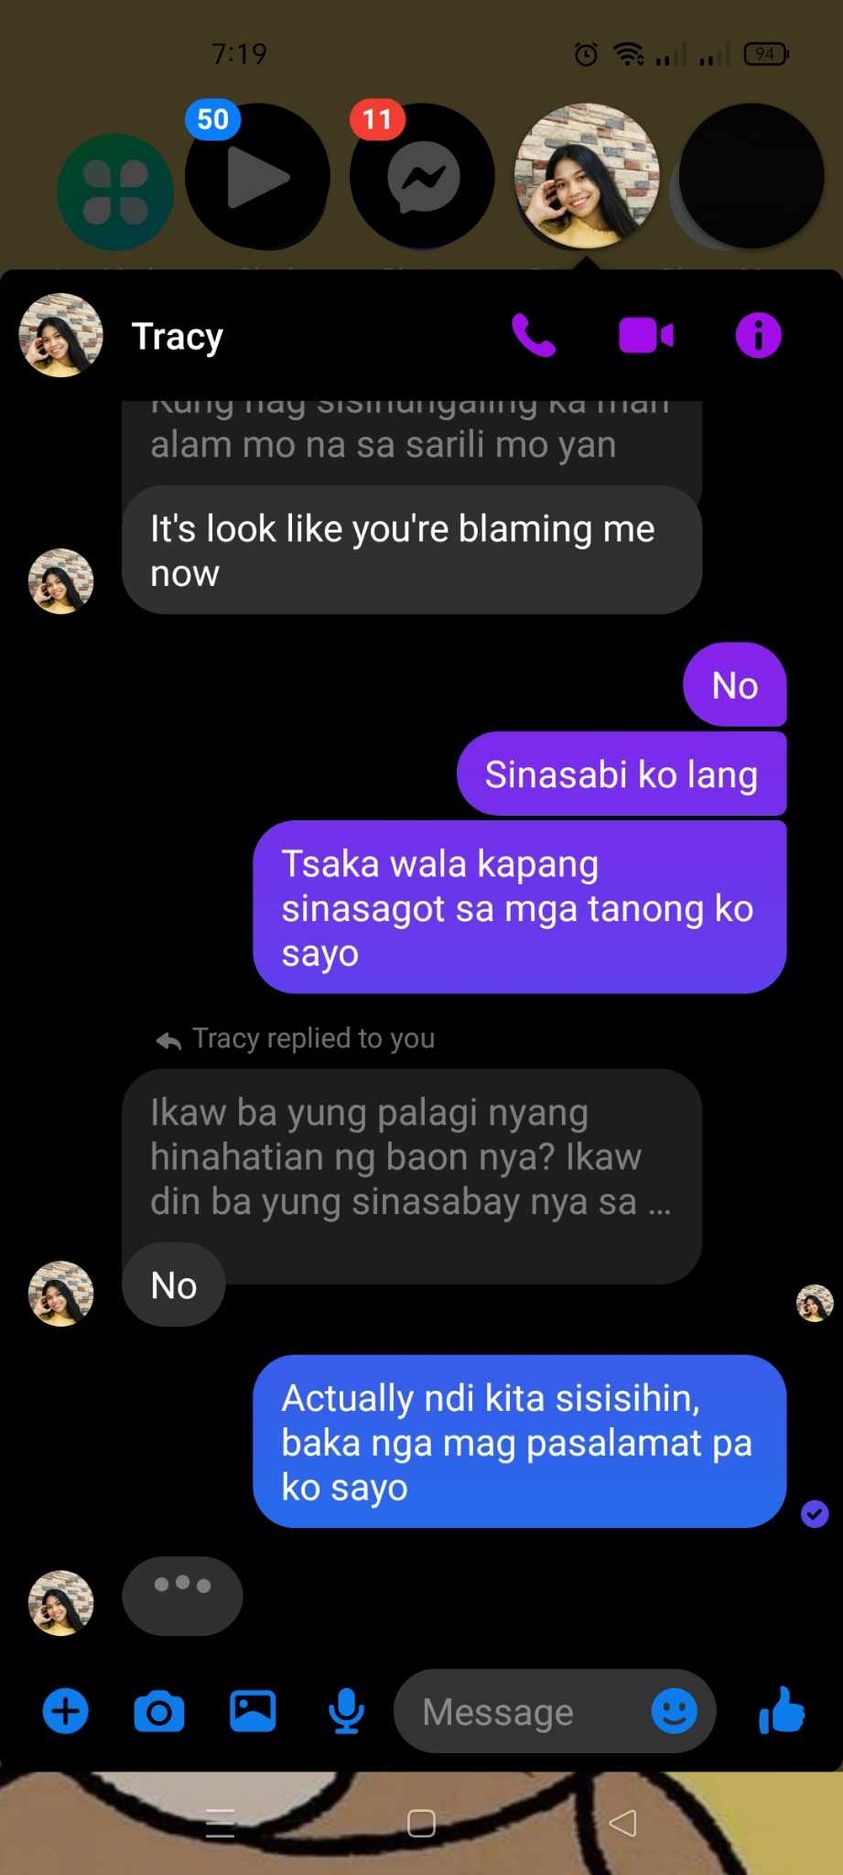 7:19
94
50
11
Tracy
Kung nag sisinungaling ka man
alam mo na sa sarili mo yan
It's look like you're blaming me
now
No
Sinasabi ko lang
Tsaka wala kapang
sinasagot sa mga tanong ko
sayo
Tracy replied to you
Ikaw ba yung palagi nyang
hinahatian ng baon nya? Ikaw
din ba yung sinasabay nya sa ...
No
Actually ndi kita sisisihin,
baka nga mag pasalamat pa
ko sayo
Message